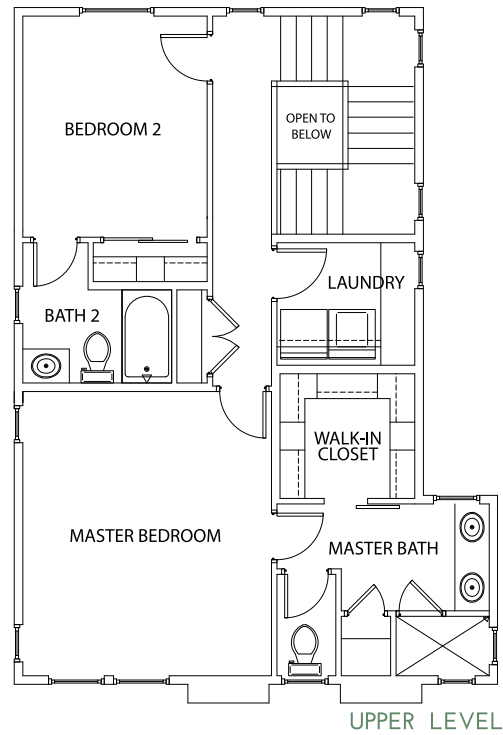 OPEN TO
BELOW
BEDROOM 2
LAUNDRY
BATH 2
WALK-IN
CLOSET
MASTER BEDROOM
MASTER BATH
UPPER LEVEL